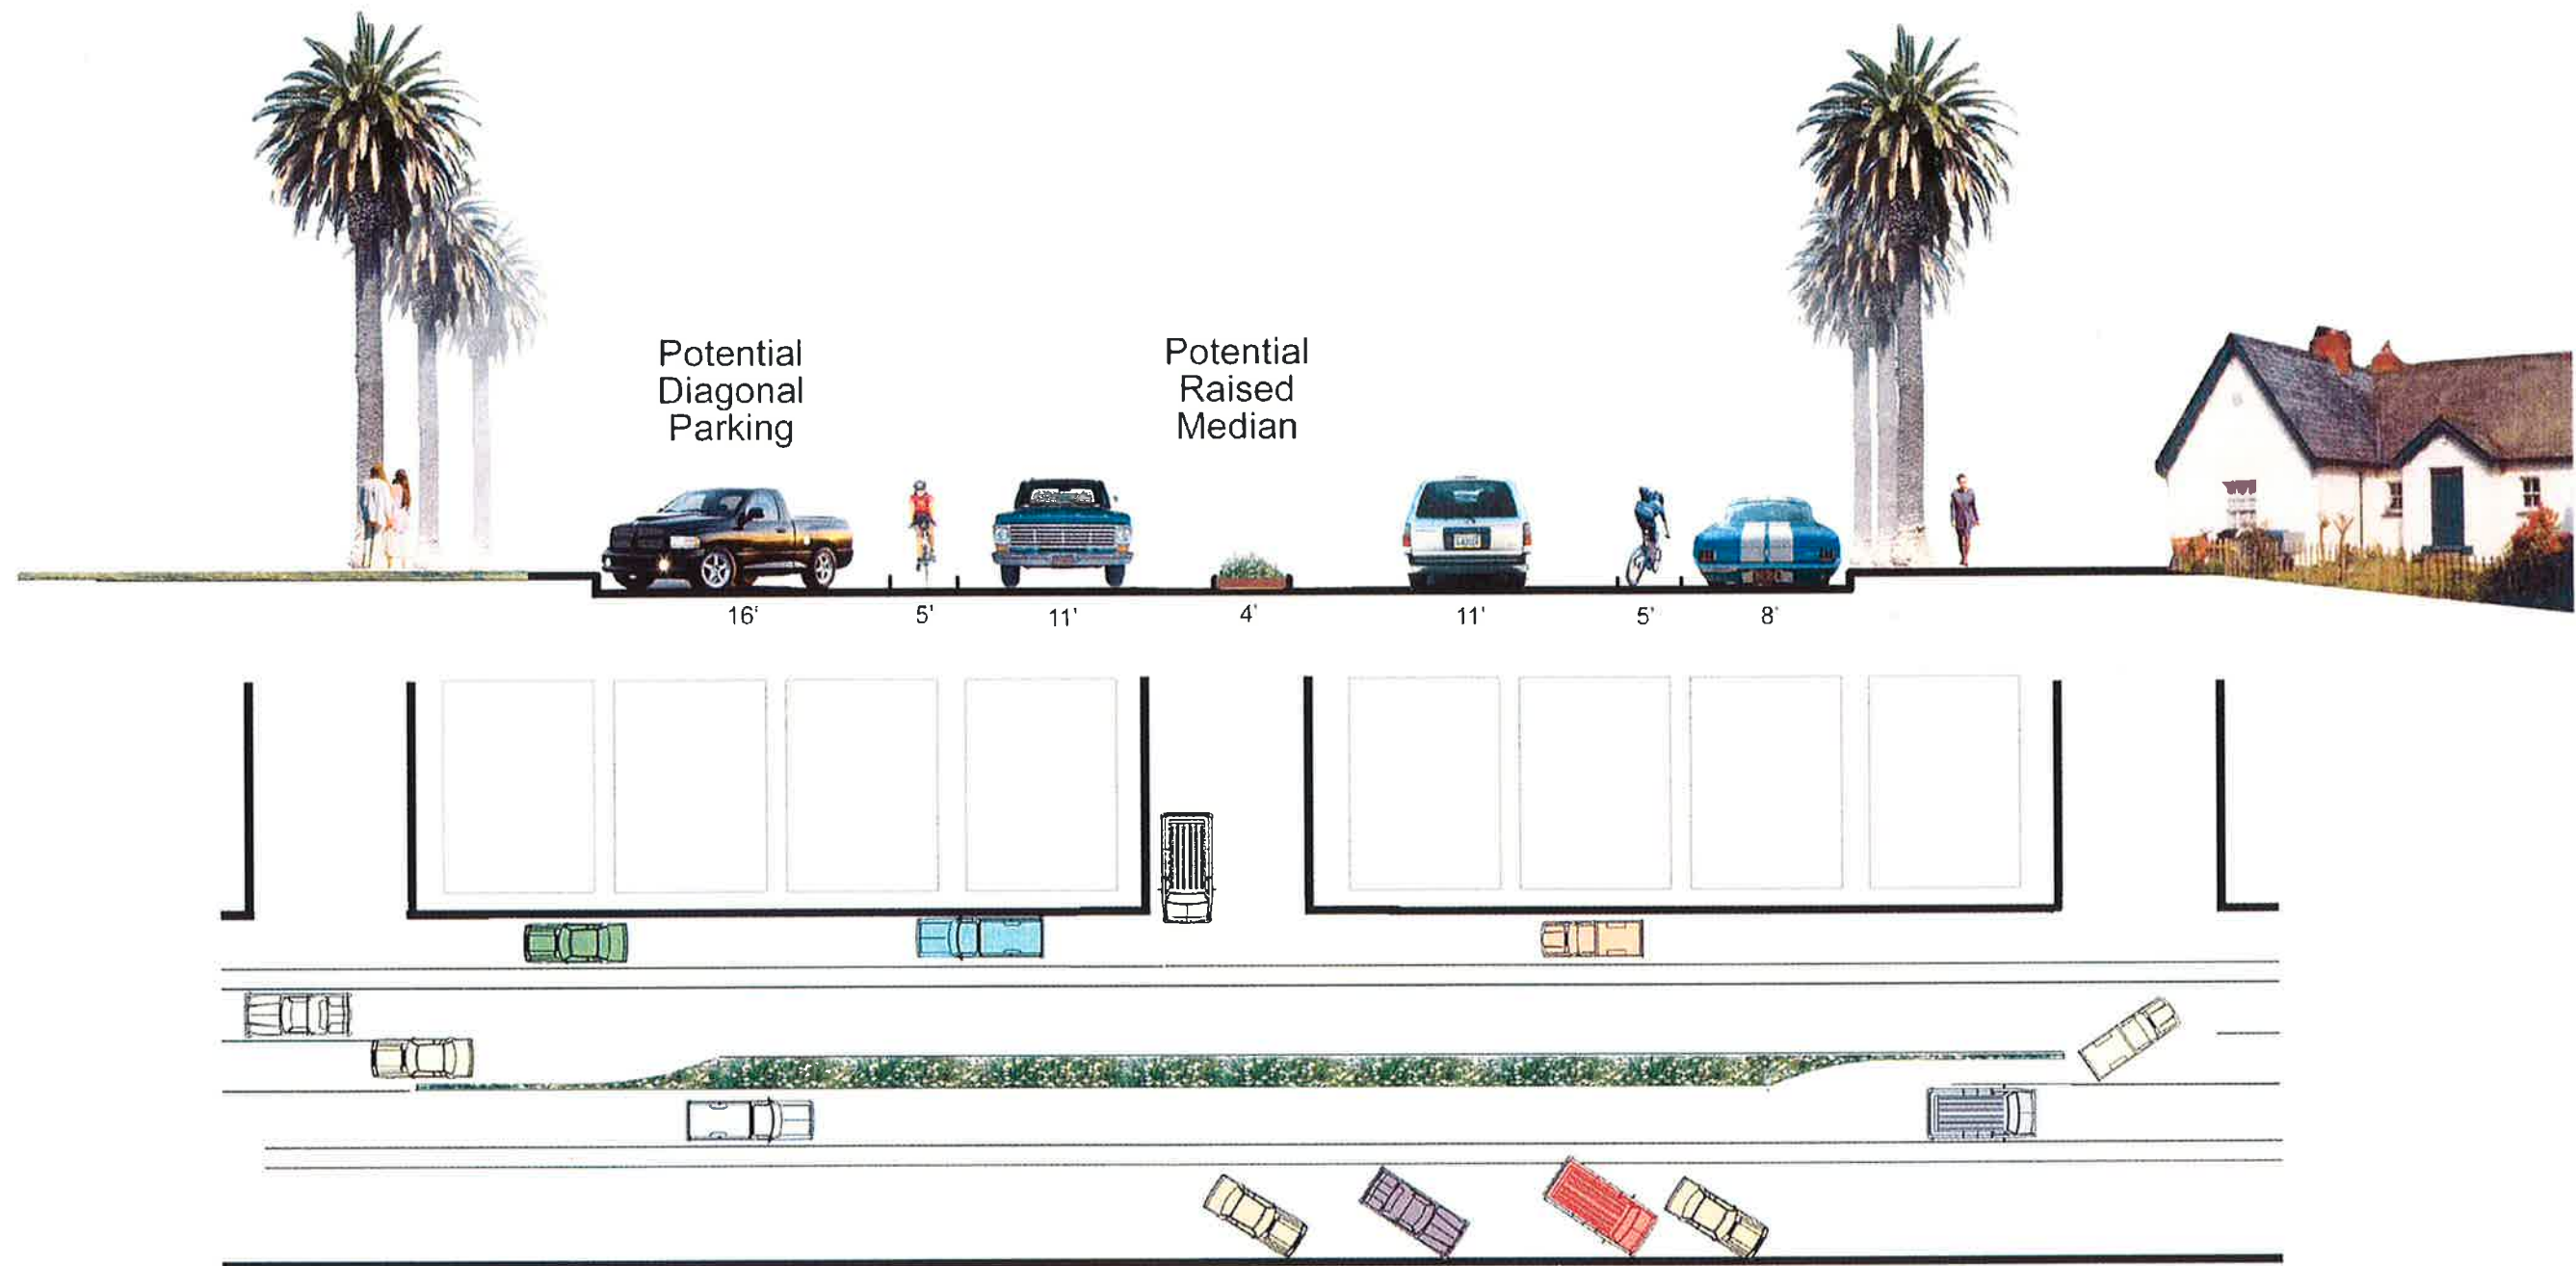 Potential
Diagonal
Parking
Potential
Raised
Median
16'
5'
11'
4'
11'
5'
8'